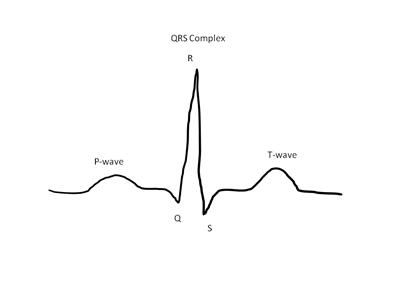 QRS Complex
R
P-wave
T-wave
Q
S